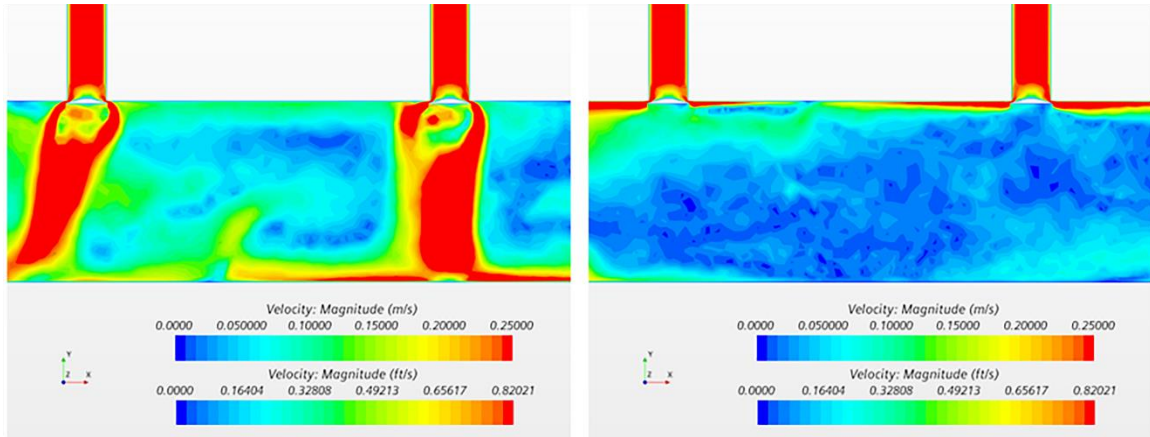 Velocity: Magnitude (m/s)
0.0000 0.050000 0.10000 0.15000 0.20000 0.25000
Velocity: Magnitude (ft/s)
0.0000 0.16404 0.32808 0.49213 0.65617 0.82021
Y
Z X
Velocity: Magnitude (m/s)
0.0000 0.050000 0.10000 0.15000 0.20000 0.25000
Velocity: Magnitude (ft/s)
0.0000 0.16404 0.32808 0.49213 0.65617 0.82021
Y
Z X